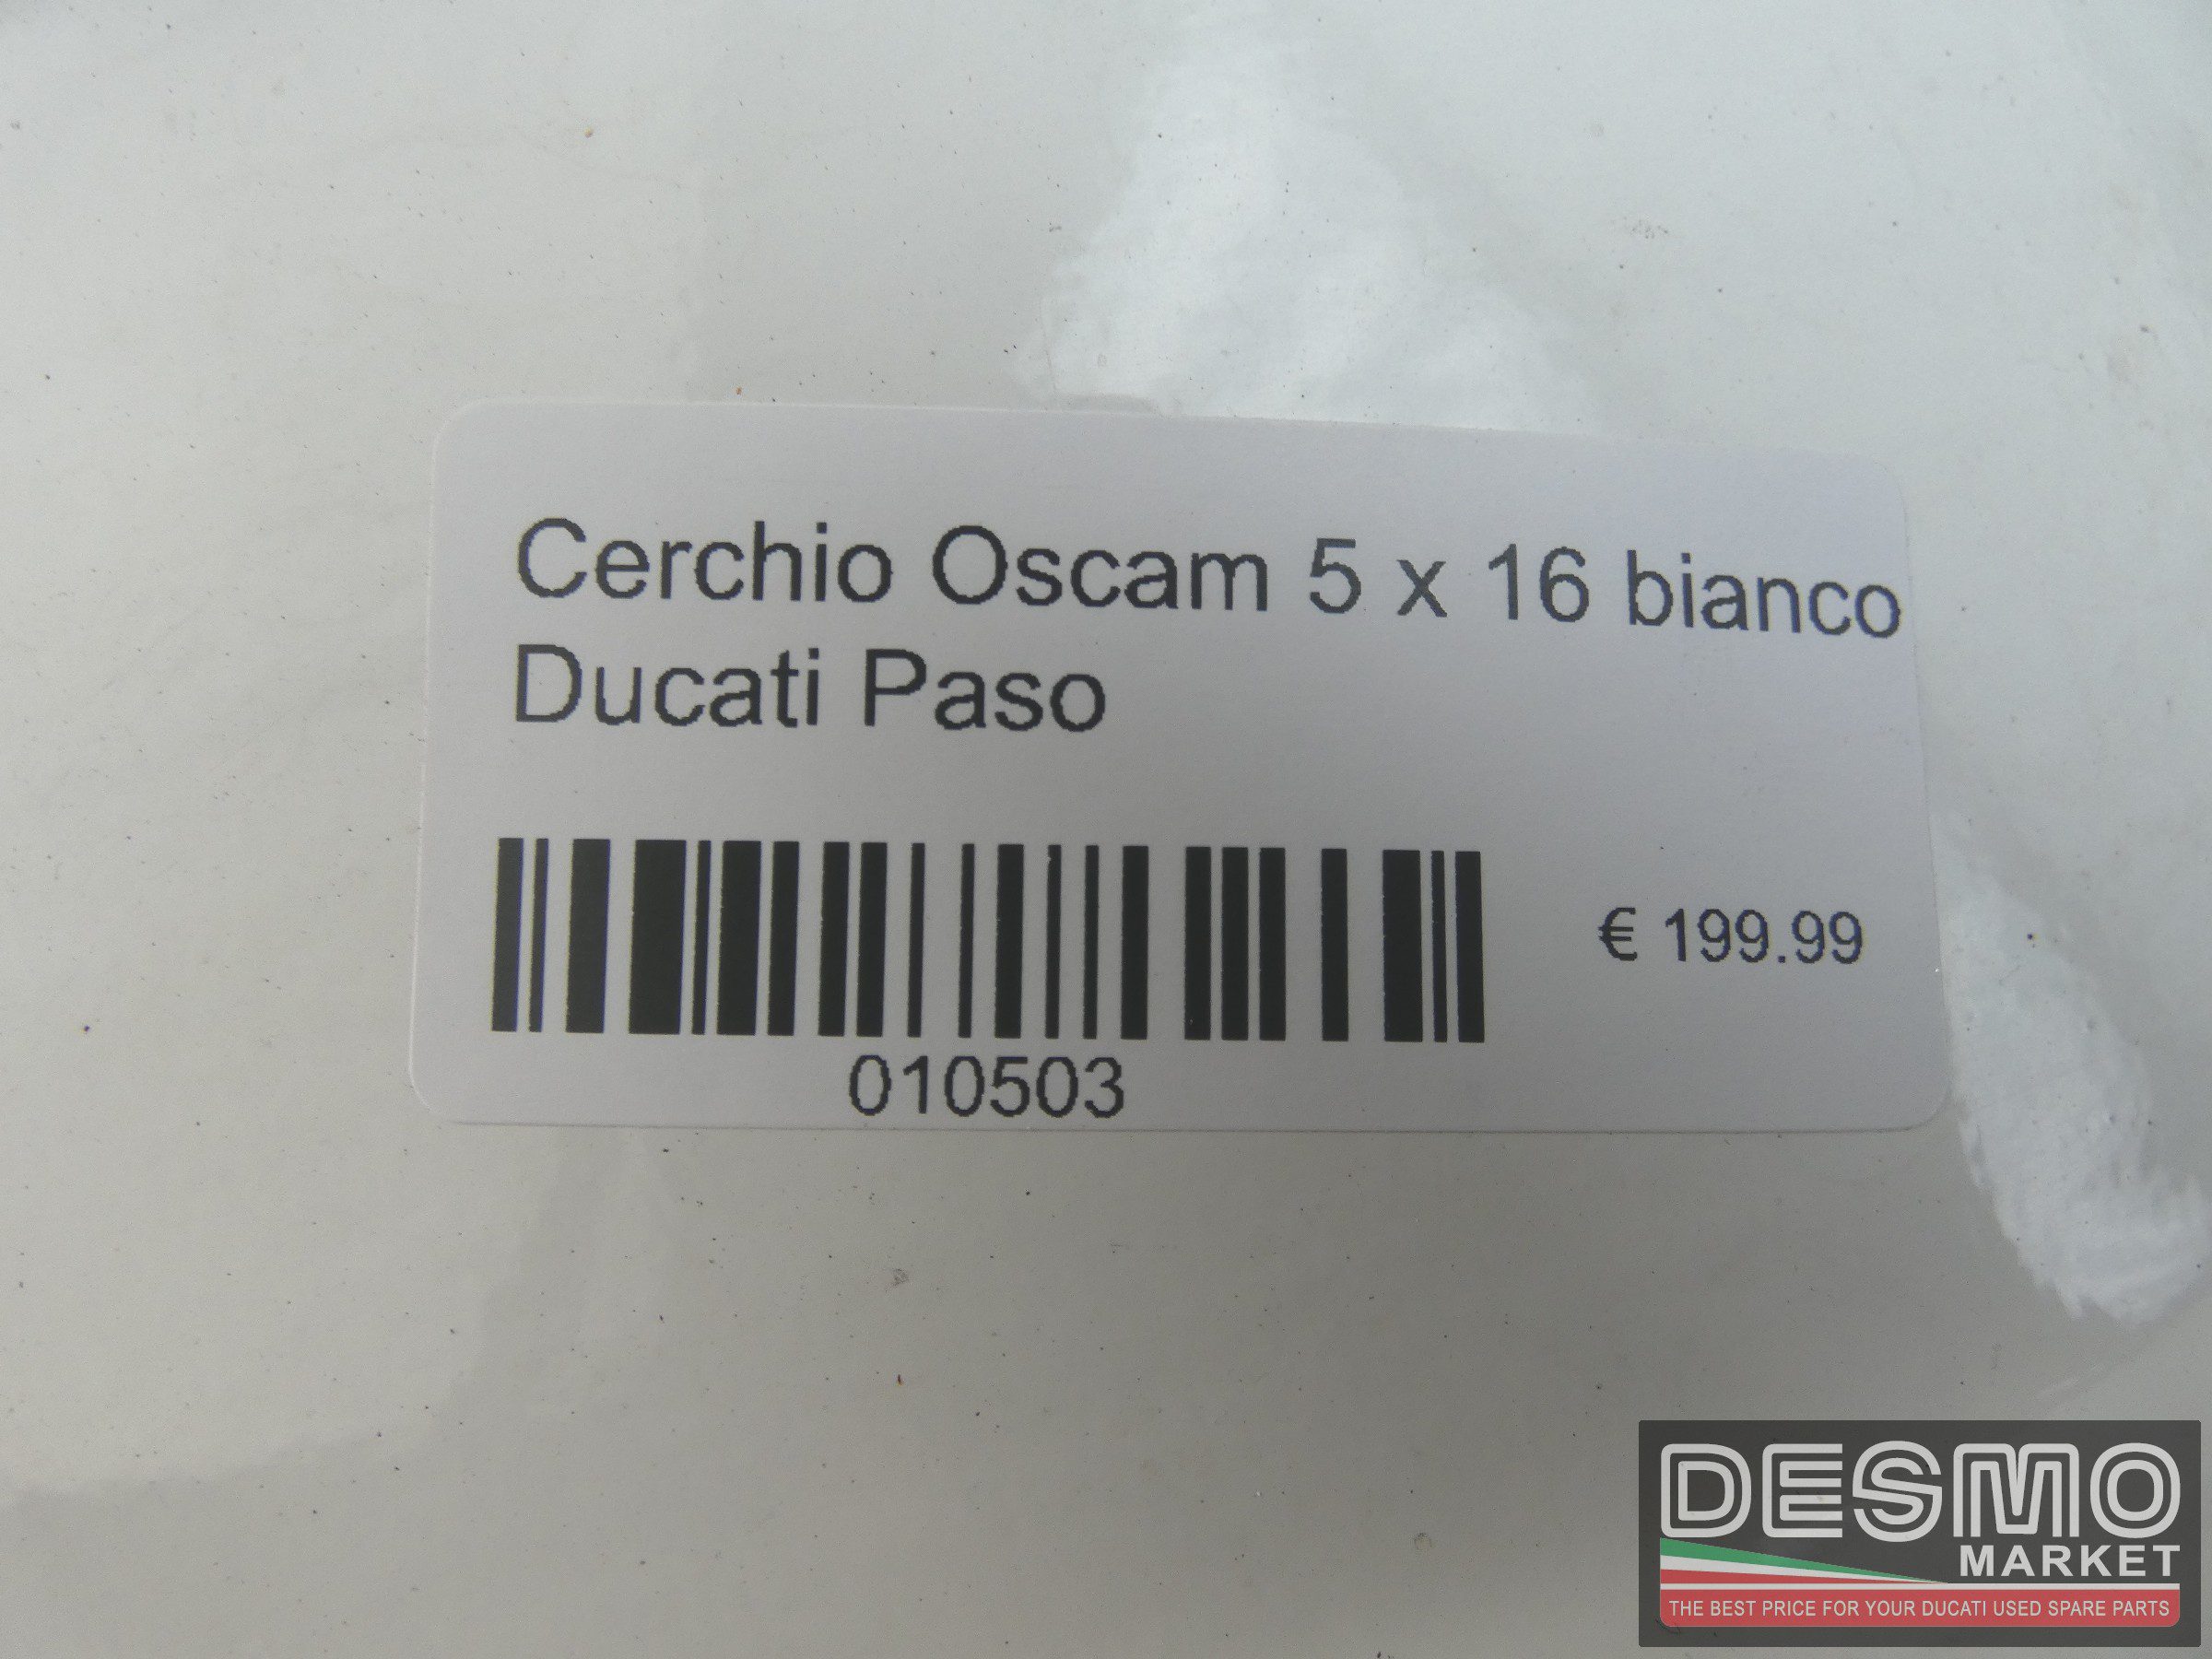 Cerchio Oscam 5 x 16 bianco
Ducati Paso
€ 199.99
010503
DESMO
MARKET
THE BEST PRICE FOR YOUR DUCATI USED SPARE PARTS